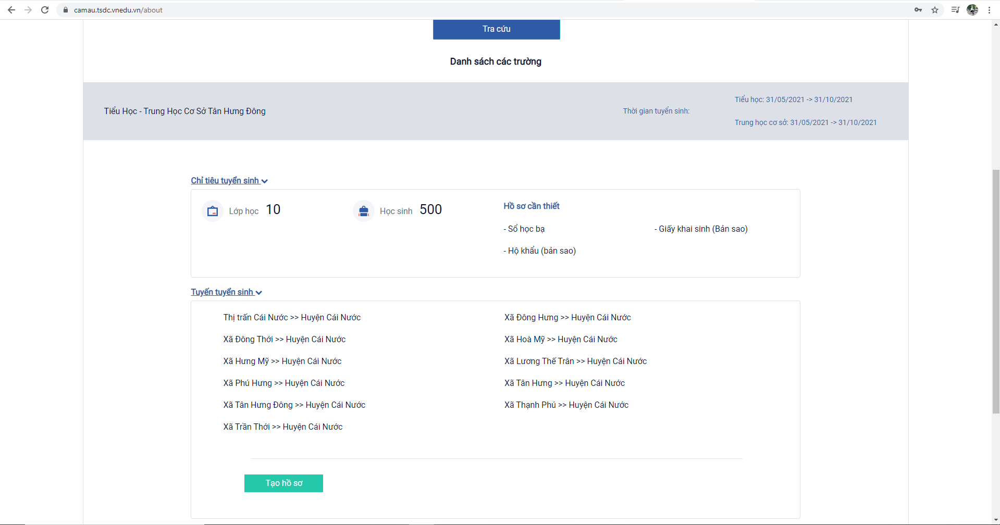 camau.tsdc.vnedu.vn/about
Tra cứu
Danh sách các trường
Tiểu Học - Trung Học Cơ Sở Tân Hưng Đông
Thời gian tuyển sinh:
Tiểu học: 31/05/2021 -> 31/10/2021
Trung học cơ sở: 31/05/2021 -> 31/10/2021
Chỉ tiêu tuyển sinh
Lớp học 10
Học sinh 500
Hồ sơ cần thiết
- Sổ học bạ
- Giấy khai sinh (Bản sao)
- Hộ khẩu (bản sao)
Tuyến tuyển sinh
Thị trấn Cái Nước >> Huyện Cái Nước
Xã Đông Hưng >> Huyện Cái Nước
Xã Đông Thới >> Huyện Cái Nước
Xã Hoà Mỹ >> Huyện Cái Nước
Xã Hưng Mỹ >> Huyện Cái Nước
Xã Lương Thế Trân >> Huyện Cái Nước
Xã Phú Hưng >> Huyện Cái Nước
Xã Tân Hưng >> Huyện Cái Nước
Xã Tân Hưng Đông >> Huyện Cái Nước
Xã Thạnh Phú >> Huyện Cái Nước
Xã Trần Thới >> Huyện Cái Nước
Tạo hồ sơ